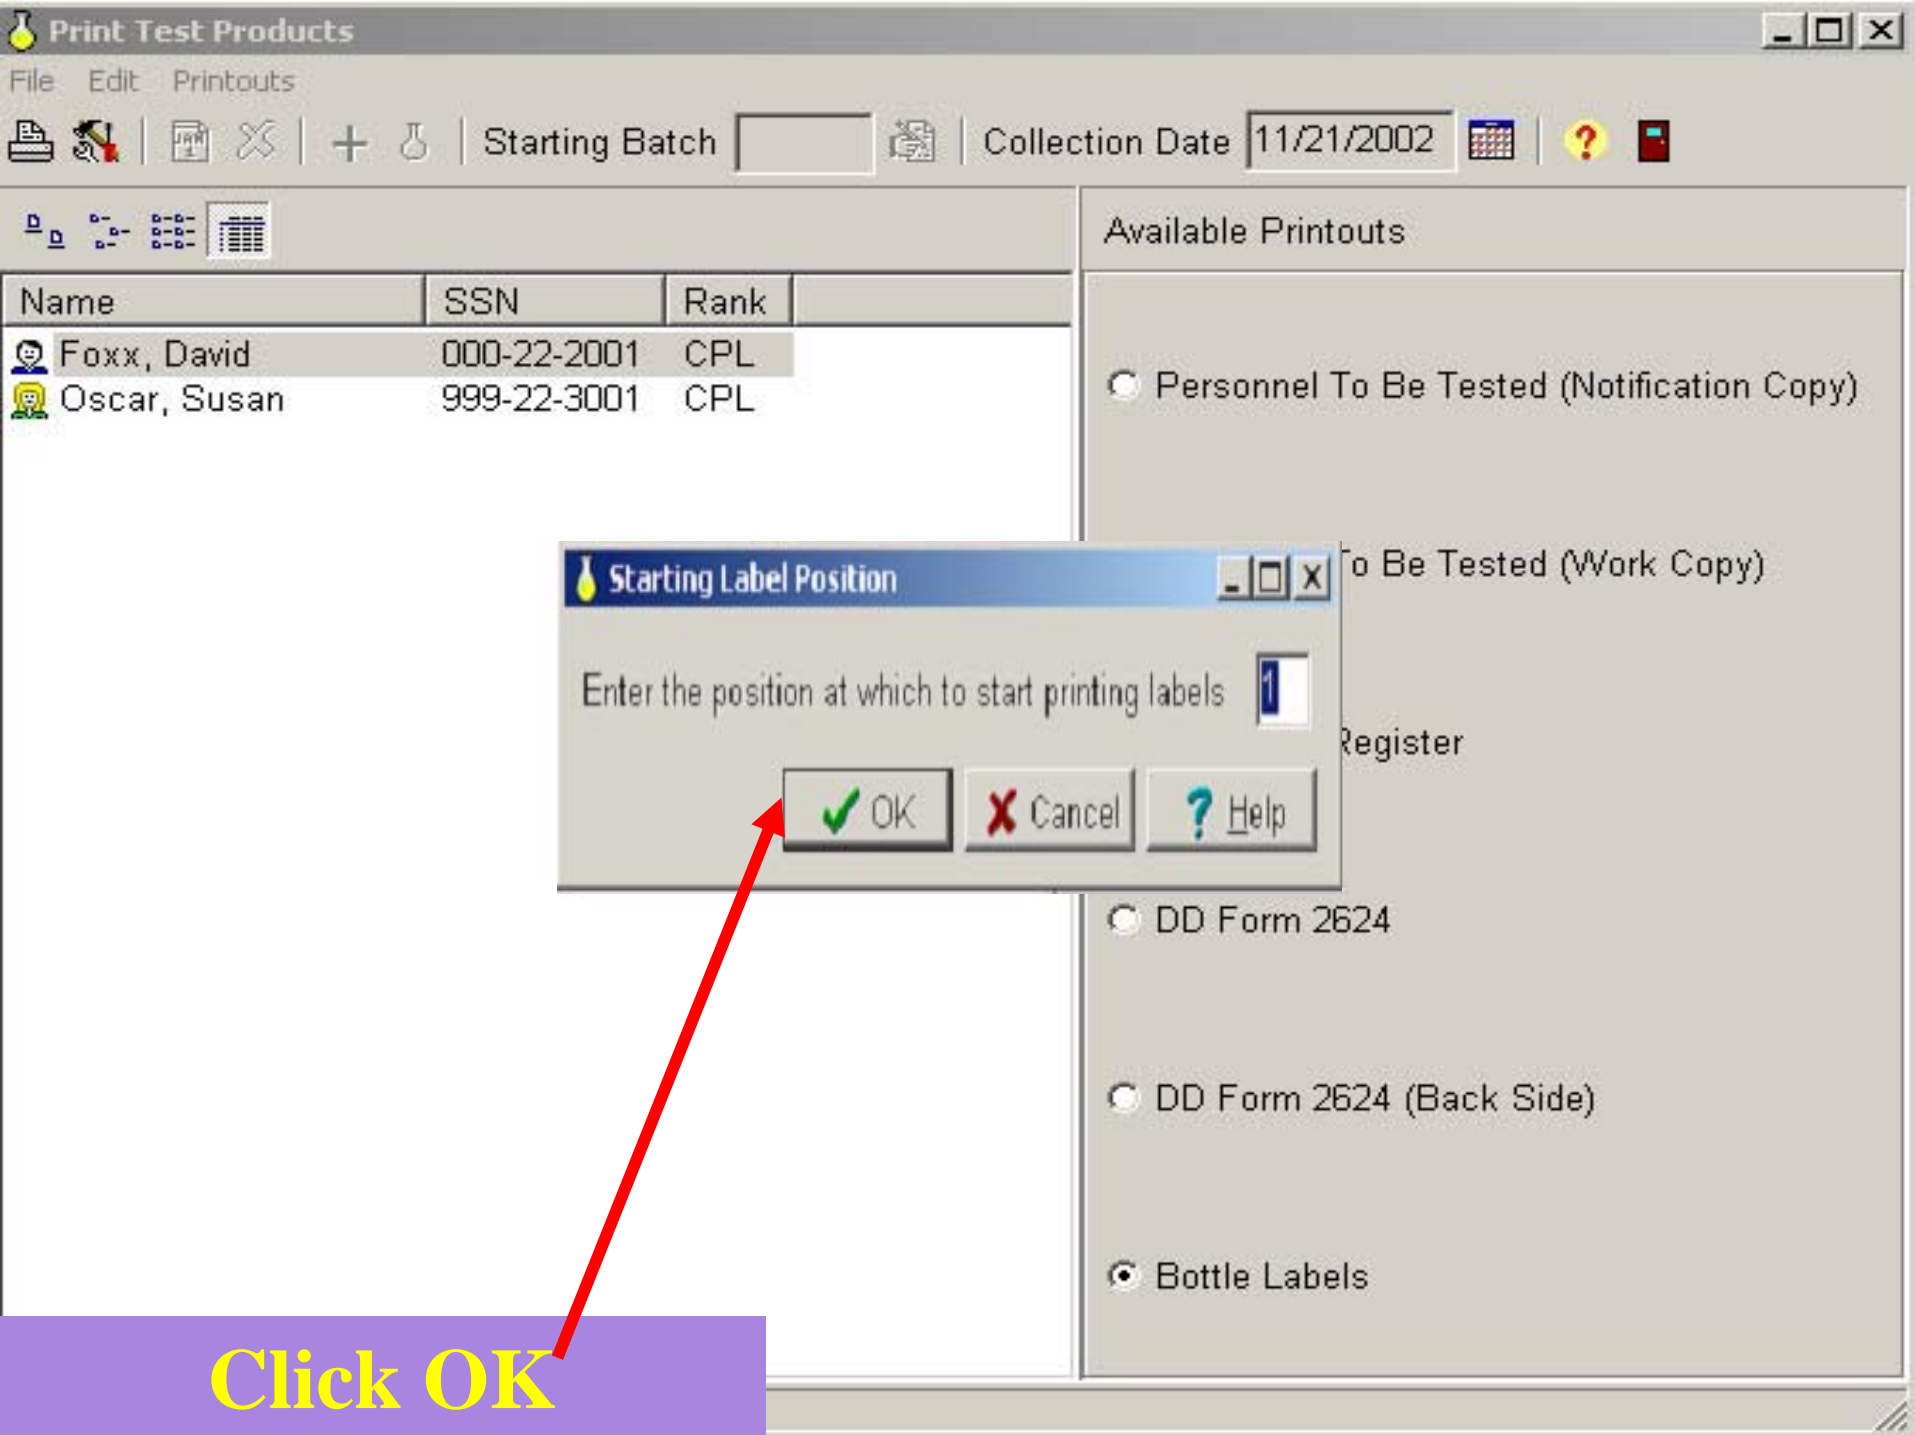 Print Test Products
File Edit Printouts
Starting Batch Collection Date 11/21/2002
Available Printouts
Name SSN Rank
Foxx, David 000-22-2001 CPL
Oscar, Susan 999-22-3001 CPL
Personnel To Be Tested (Notification Copy)
Starting Label Position
To Be Tested (Work Copy)
Enter the position at which to start printing labels 1
Register
OK Cancel Help
DD Form 2624
DD Form 2624 (Back Side)
Bottle Labels
Click OK